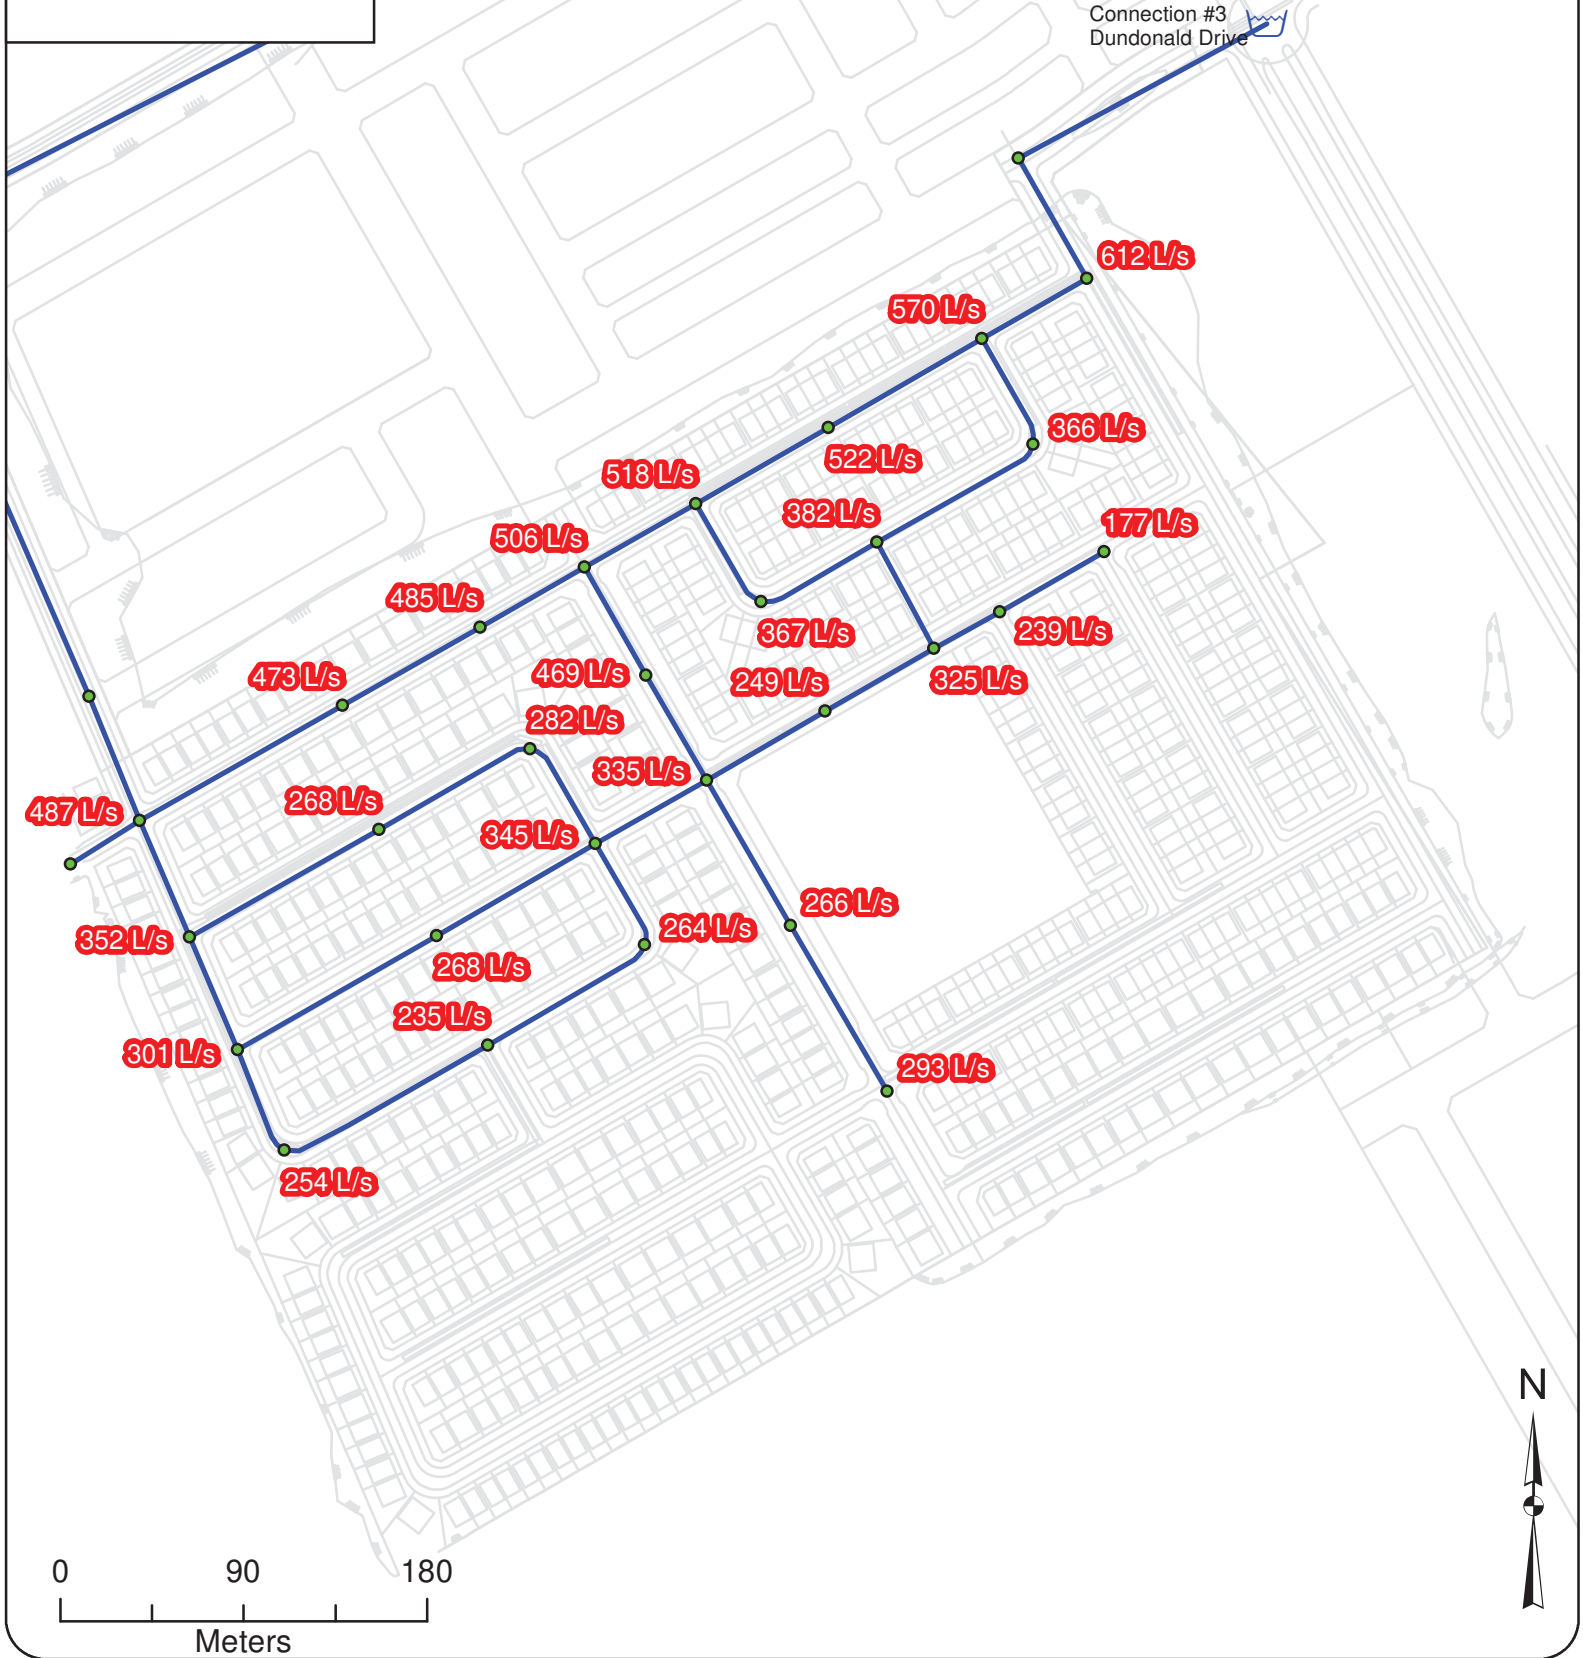 Connection #3
Dundonald Drive
612 L/s
570 L/s
366 L/s
522 L/s
518 L/s
382 L/s
177 L/s
506 L/s
485 L/s
367 L/s
239 L/s
473 L/s
469 L/s
249 L/s
325 L/s
282 L/s
335 L/s
487 L/s
268 L/s
345 L/s
266 L/s
352 L/s
264 L/s
268 L/s
235 L/s
301 L/s
293 L/s
254 L/s
N
0 90 180
Meters